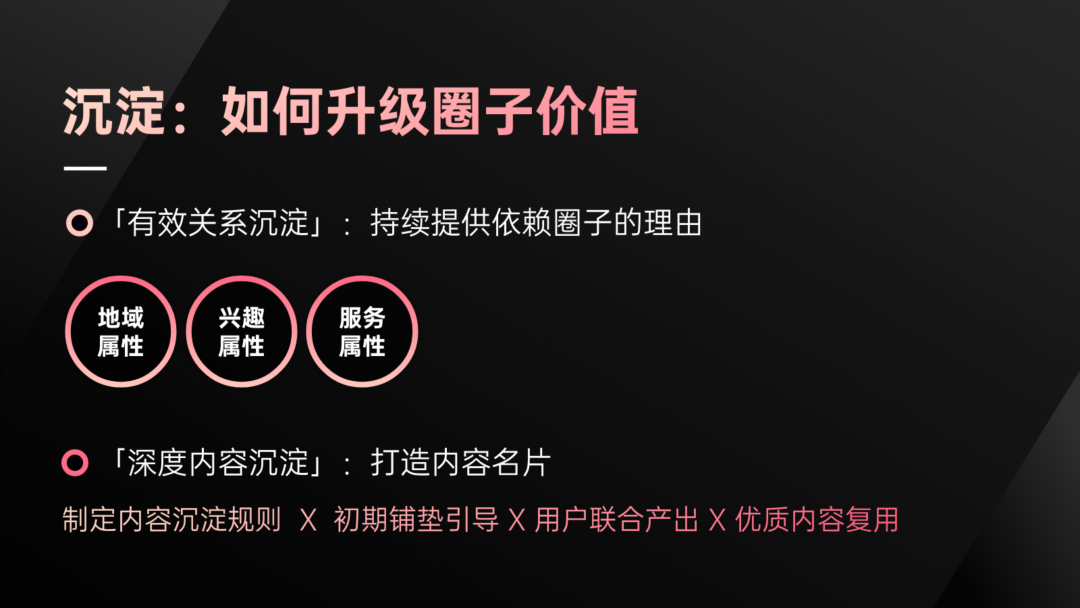 沉淀：如何升级圈子价值
「有效关系沉淀」：持续提供依赖圈子的理由
地域
属性
兴趣
属性
服务
属性
「深度内容沉淀」：打造内容名片
制定内容沉淀规则 X 初期铺垫引导 X 用户联合产出 X 优质内容复用